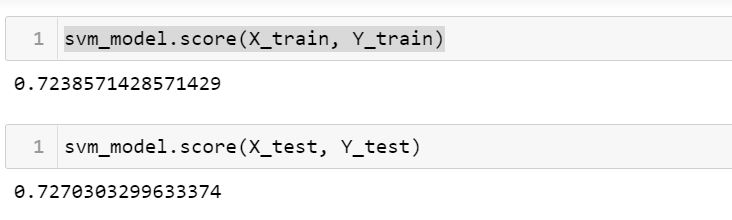 1 svm_model.score(X_train, Y_train)
0.7238571428571429
1 svm_model.score(X_test, Y_test)
0.7270303299633374